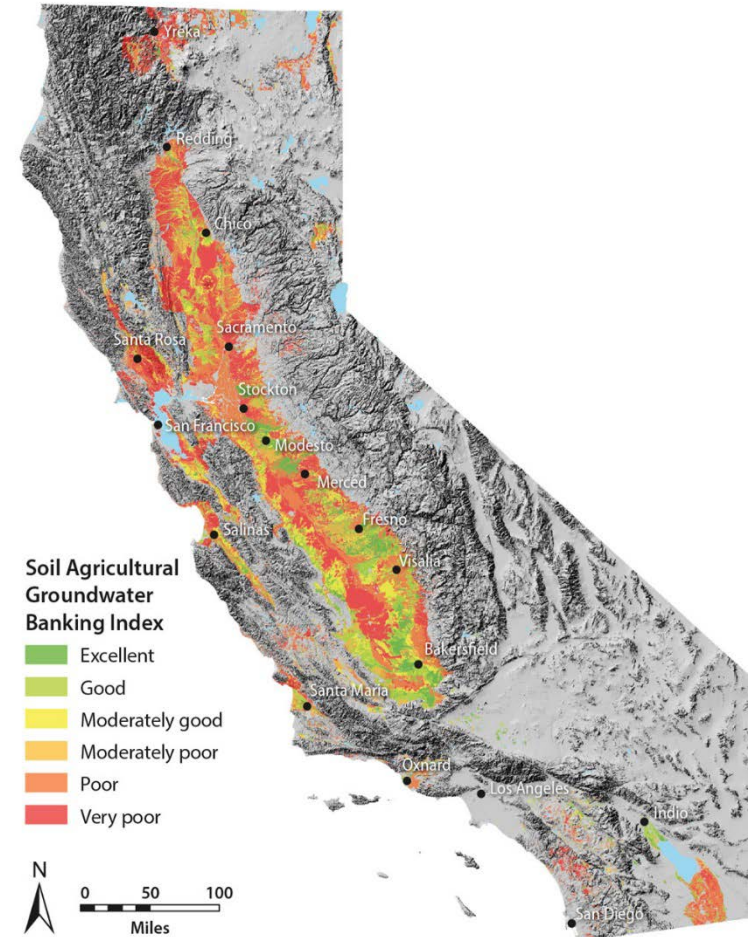 Yreka
Redding
Chico
Sacramento
Santa Rosa
Stockton
San Francisco
Modesto
Merced
Fresno
Salinas
Visalia
Soil Agricultural
Groundwater
Banking Index
Excellent
Good
Moderately good
Moderately poor
Poor
Very poor
Bakersfield
Santa Maria
Oxnard
Los Angeles
Indio
San Diego
N
0 50 100
Miles